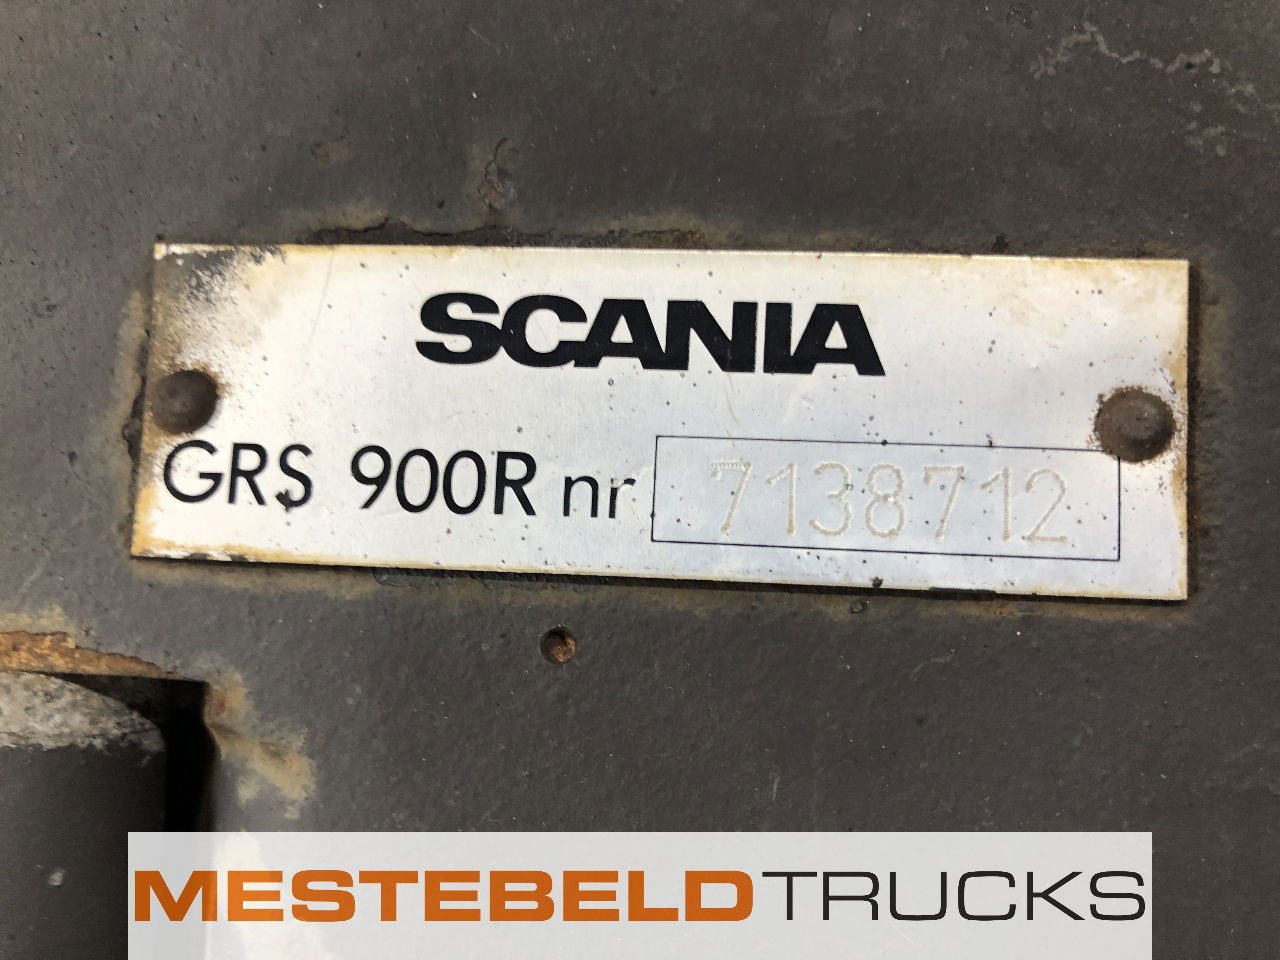 SCANIA
GRS 900R nr 7138712
MESTEBELDTRUCKS